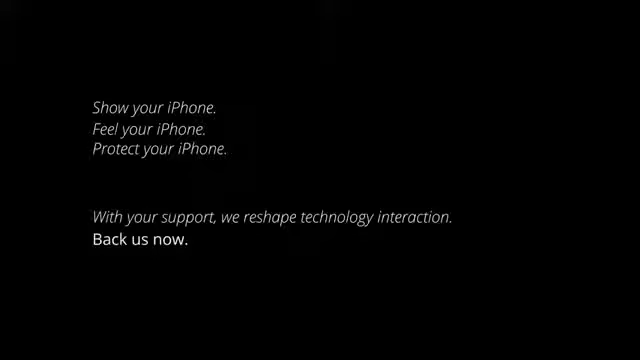 Show your iPhone.
Feel your iPhone.
Protect your iPhone.
With your support, we reshape technology interaction.
Back us now.